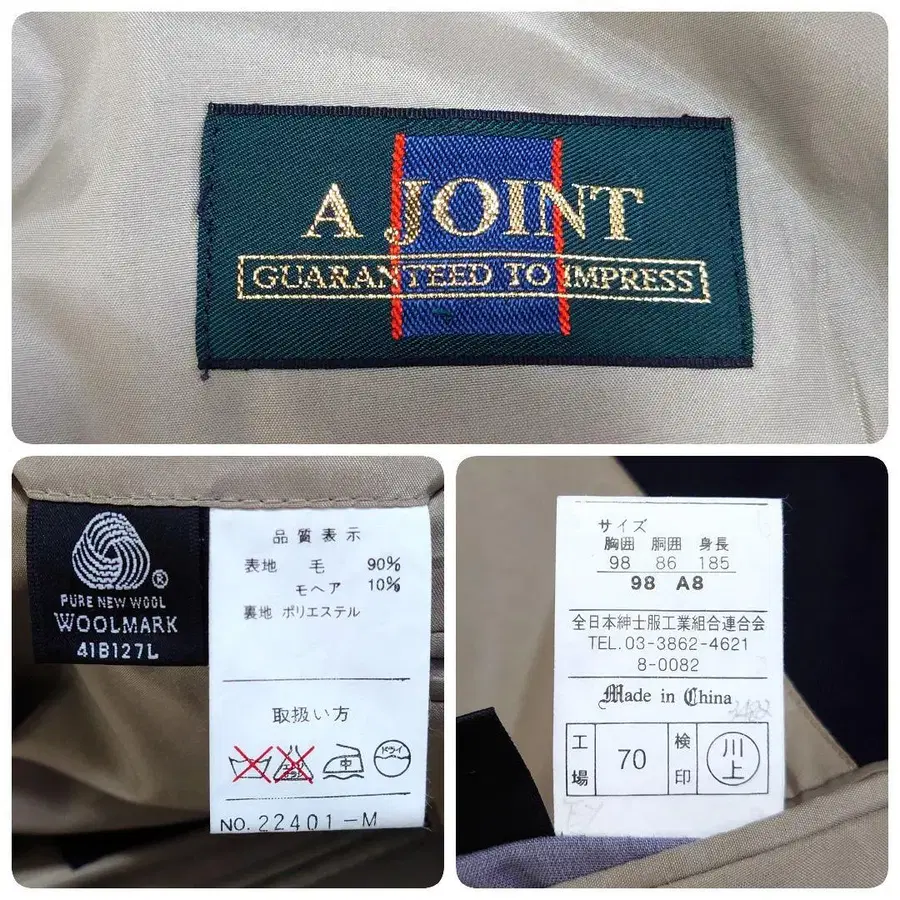 A JOINT
GUARANTEED TO IMPRESS
PURE NEW WOOL
WOOLMARK
41B127L
品質表示
表地 毛 90%
モヘア 10%
裏地 ポリエステル
取扱い方
中 ドライ
NO. 22401-M
サイズ
胸囲 胴囲 身長
98 86 185
98 A8
全日本紳士服工業組合連合会
TEL.03-3862-4621
8-0082
Made in China
工場 70 検印 川上